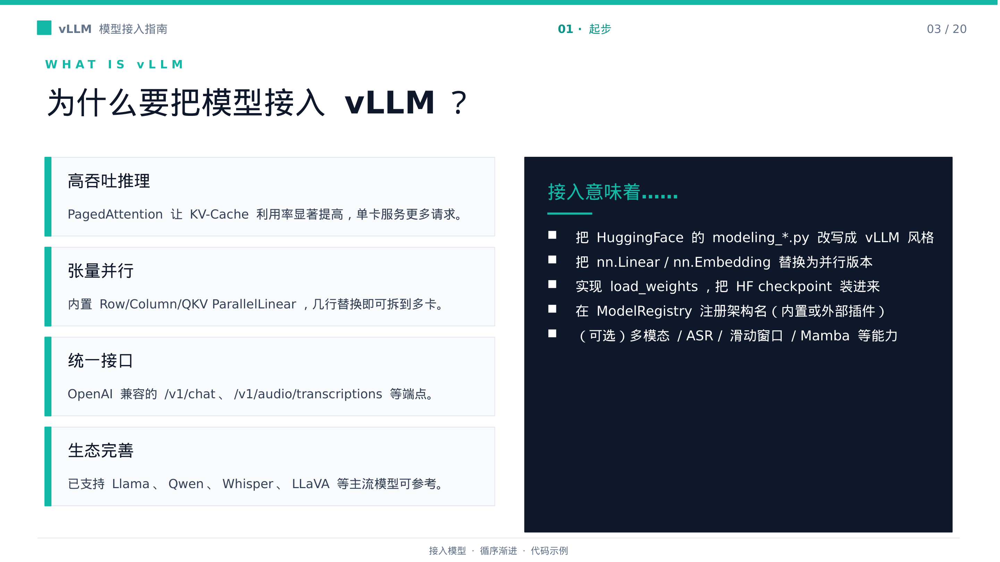 vLLM 模型接入指南
01 · 起步
03 / 20
WHAT IS vLLM
为什么要把模型接入 vLLM ？
高吞吐推理
PagedAttention 让 KV-Cache 利用率显著提高，单卡服务更多请求。
张量并行
内置 Row/Column/QKV ParallelLinear ，几行替换即可拆到多卡。
统一接口
OpenAI 兼容的 /v1/chat、 /v1/audio/transcriptions 等端点。
生态完善
已支持 Llama、 Qwen、 Whisper、 LLaVA 等主流模型可参考。
接入意味着……
■ 把 HuggingFace 的 modeling_*.py 改写成 vLLM 风格
■ 把 nn.Linear / nn.Embedding 替换为并行版本
■ 实现 load_weights ，把 HF checkpoint 装进来
■ 在 ModelRegistry 注册架构名（内置或外部插件）
■ （可选）多模态 / ASR / 滑动窗口 / Mamba 等能力
接入模型 · 循序渐进 · 代码示例